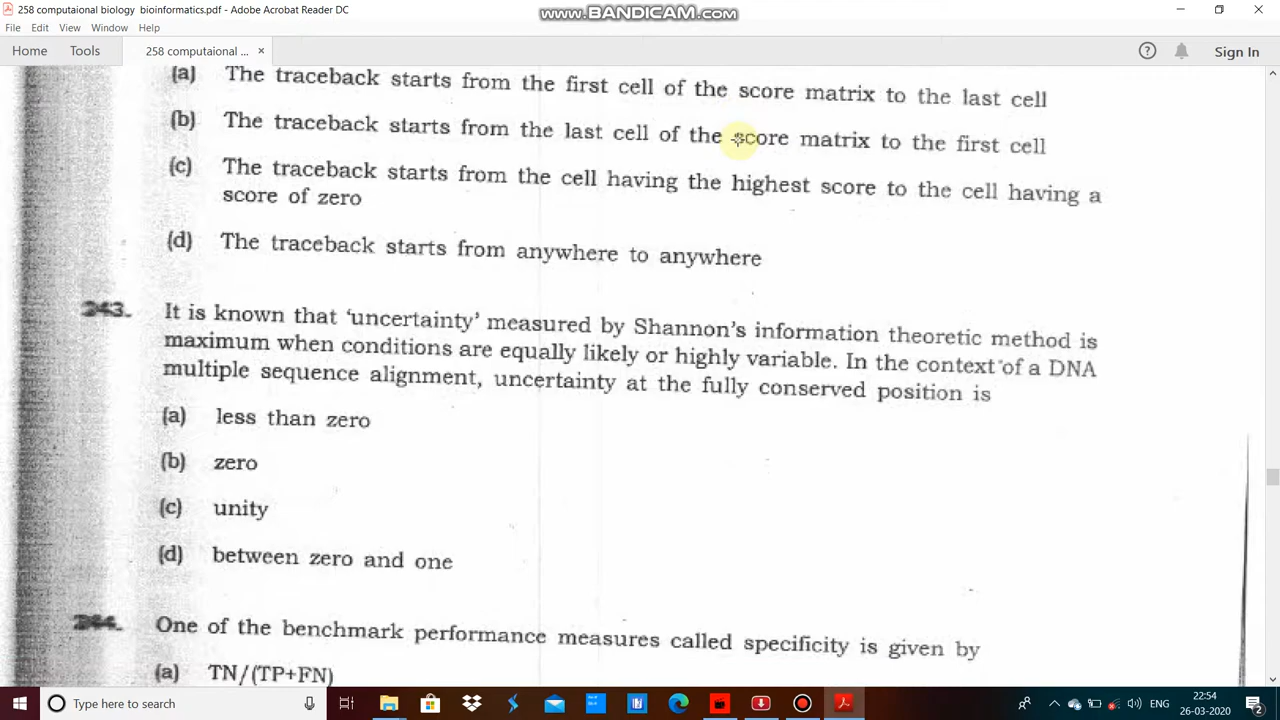 258 computaional biology bioinformatics.pdf - Adobe Acrobat Reader DC
www.BANDICAM.com
File Edit View Window Help
Home Tools 258 computaional ... × Sign In
(a) The traceback starts from the first cell of the score matrix to the last cell
(b) The traceback starts from the last cell of the score matrix to the first cell
(c) The traceback starts from the cell having the highest score to the cell having a
score of zero
(d) The traceback starts from anywhere to anywhere
243. It is known that 'uncertainty' measured by Shannon's information theoretic method is
maximum when conditions are equally likely or highly variable. In the context of a DNA
multiple sequence alignment, uncertainty at the fully conserved position is
(a) less than zero
(b) zero
(c) unity
(d) between zero and one
244. One of the benchmark performance measures called specificity is given by
(a) TN/(TP+FN)
Type here to search
ENG
22:54
26-03-2020
2